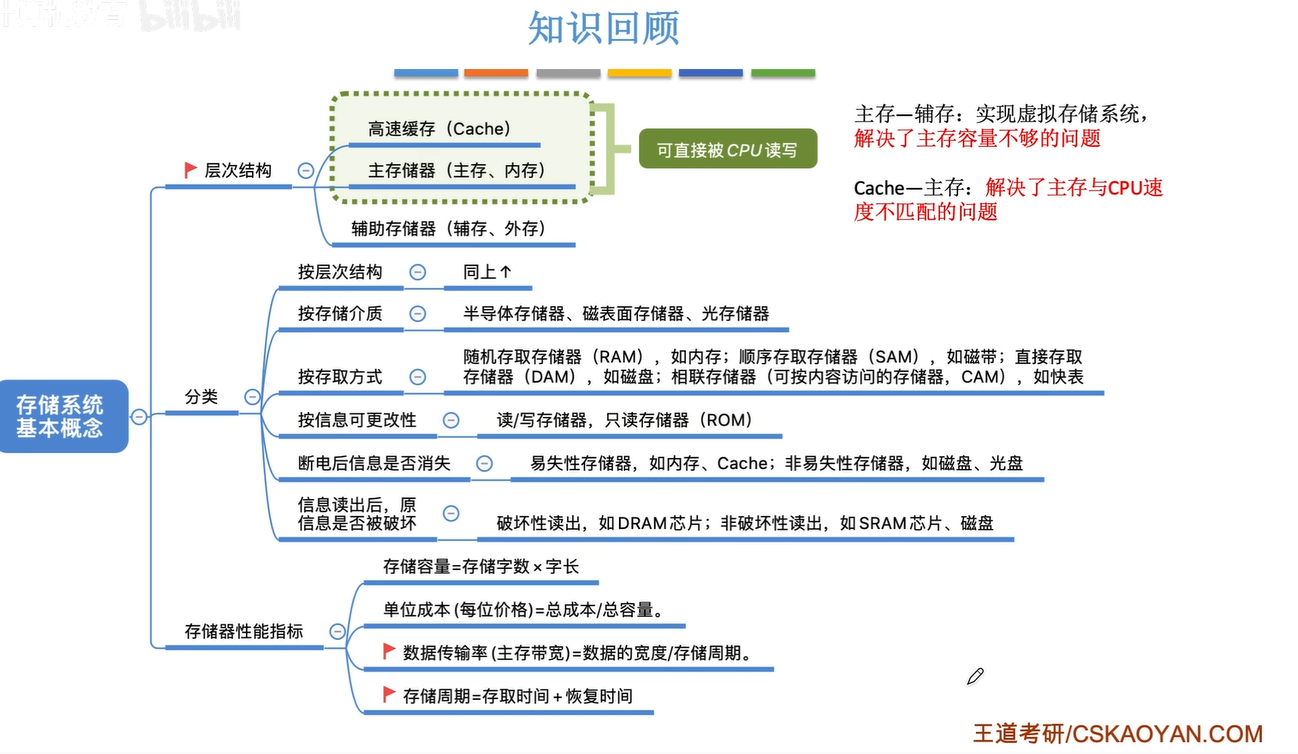 bilibili
知识回顾
高速缓存（Cache）
主存储器（主存、内存）
辅助存储器（辅存、外存）
层次结构
可直接被CPU读写
主存—辅存：实现虚拟存储系统，
解决了主存容量不够的问题
Cache—主存：解决了主存与CPU速
度不匹配的问题
存储系统
基本概念
分类
按层次结构
同上↑
按存储介质
半导体存储器、磁表面存储器、光存储器
按存取方式
随机存取存储器（RAM），如内存；顺序存取存储器（SAM），如磁带；直接存取
存储器（DAM），如磁盘；相联存储器（可按内容访问的存储器，CAM），如快表
按信息可更改性
读/写存储器，只读存储器（ROM）
断电后信息是否消失
易失性存储器，如内存、Cache；非易失性存储器，如磁盘、光盘
信息读出后，原
信息是否被破坏
破坏性读出，如DRAM芯片；非破坏性读出，如SRAM芯片、磁盘
存储器性能指标
存储容量=存储字数×字长
单位成本(每位价格)=总成本/总容量。
数据传输率(主存带宽)=数据的宽度/存储周期。
存储周期=存取时间+恢复时间
王道考研/CSKAOYAN.COM